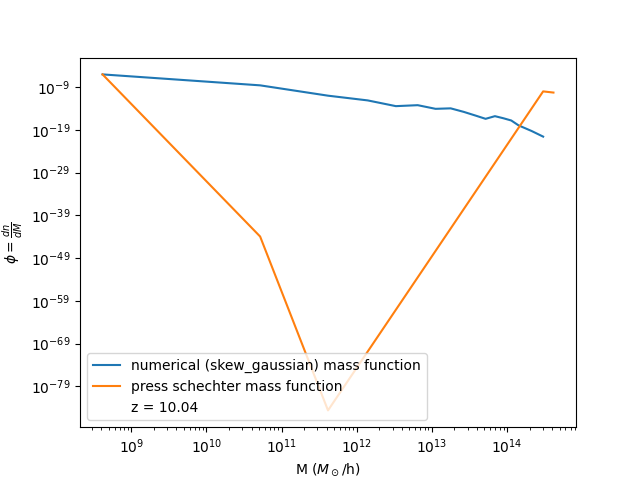 10^-9
10^-19
10^-29
10^-39
10^-49
10^-59
10^-69
10^-79
ϕ = dn/dM
numerical (skew_gaussian) mass function
press schechter mass function
z = 10.04
10^9 10^10 10^11 10^12 10^13 10^14
M (M_⊙/h)